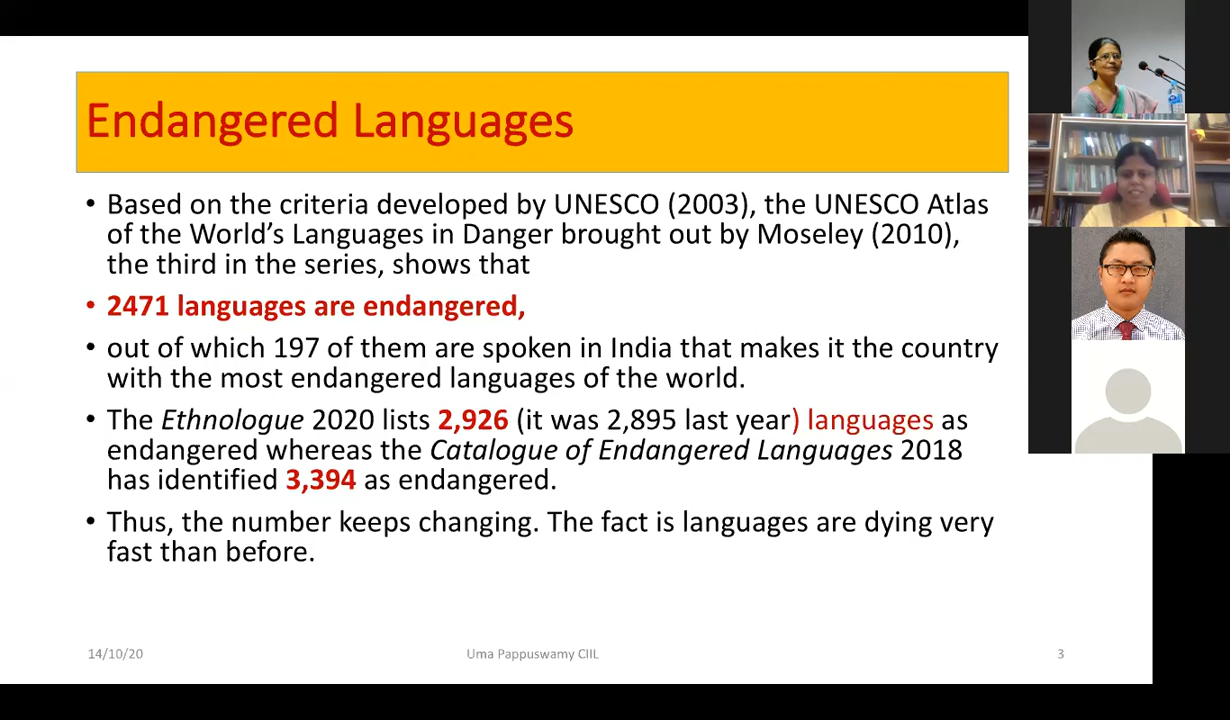 Endangered Languages
• Based on the criteria developed by UNESCO (2003), the UNESCO Atlas
of the World's Languages in Danger brought out by Moseley (2010),
the third in the series, shows that
• 2471 languages are endangered,
• out of which 197 of them are spoken in India that makes it the country
with the most endangered languages of the world.
• The Ethnologue 2020 lists 2,926 (it was 2,895 last year) languages as
endangered whereas the Catalogue of Endangered Languages 2018
has identified 3,394 as endangered.
• Thus, the number keeps changing. The fact is languages are dying very
fast than before.
14/10/20
Uma Pappuswamy CIIL
3